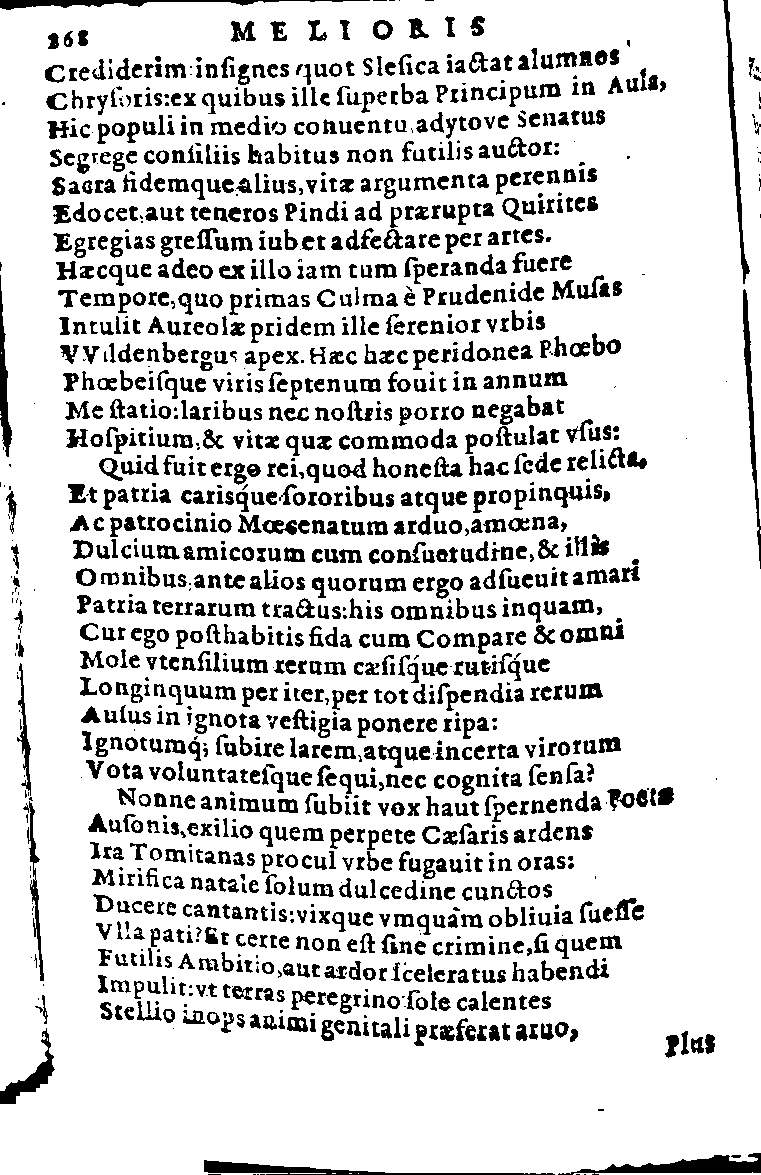 268 MELIORIS
Crediderim: insignes quot Slesica iactat alumnos
Chrysoris: ex quibus ille superba Principum in Aula,
Hic populi in medio conuentu, adytove Senatus
Segrege consiliis habitus non futilis auctor:
Sacra fidemque alius, vitæ argumenta perennis
Edocet, aut teneros Pindi ad prærupta Quirites
Egregias gressum iubet adfectare per artes.
Hæcque adeo ex illo iam tum speranda fuere
Tempore, quo primas Culma è Prudenide Musas
Intulit Aureolæ pridem ille serenior vrbis
VVildenbergus apex. Hæc hæc peridonea Phœbo
Phœbeisque viris septenum fouit in annum
Me statio: laribus nec nostris porro negabat
Hospitium, & vitæ quæ commoda postulat vsus:
Quid fuit ergo rei, quod honesta hac sede relicta,
Et patria carisq́ue sororibus atque propinquis,
Ac patrocinio Mœcenatum arduo, amœna,
Dulcium amicorum cum consuetudine, & illis
Omnibus, ante alios quorum ergo adsueuit amari
Patria terrarum tractus: his omnibus inquam,
Cur ego posthabitis fida cum Compare & omni
Mole vtensilium rerum cæsisq́ue rutisq́ue
Longinquum per iter, per tot dispendia rerum
Ausus in ignota vestigia ponere ripa:
Ignotumq́; subire larem, atque incerta virorum
Vota voluntatesque sequi, nec cognita sensa?
Nonne animum subiit vox haut spernenda Poetæ
Ausonis, exilio quem perpete Cæsaris ardens
Ira Tomitanas procul vrbe fugauit in oras:
Mirifica natale solum dulcedine cunctos
Ducere cantantis: vixque vmquàm obliuia suesse
Vlla pati? Et certe non est sine crimine, si quem
Futilis Ambitio, aut ardor sceleratus habendi
Impulit: vt terras peregrino sole calentes
Stellio inops animi genitali præferat aruo,
Plus